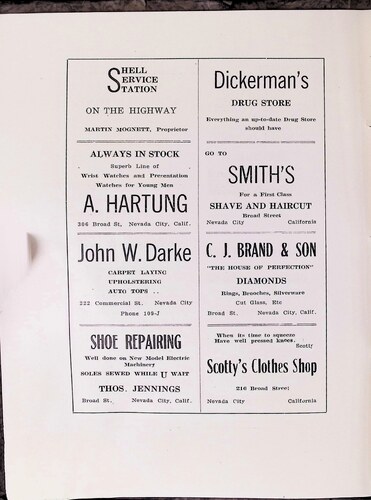 SHELL
SERVICE
STATION
ON THE HIGHWAY
MARTIN MOGNETT, Proprietor
ALWAYS IN STOCK
Superb Line of
Wrist Watches and Presentation
Watches for Young Men
A. HARTUNG
306 Broad St, Nevada City, Calif.
John W. Darke
CARPET LAYING
UPHOLSTERING
AUTO TOPS . .
222 Commercial St. Nevada City
Phone 109-J
SHOE REPAIRING
Well done on New Model Electric
Machinery
SOLES SEWED WHILE U WAIT
THOS. JENNINGS
Broad St. Nevada City, Calif.
Dickerman's
DRUG STORE
Everything an up-to-date Drug Store
should have
GO TO
SMITH'S
For a First Class
SHAVE AND HAIRCUT
Broad Street
Nevada City California
C. J. BRAND & SON
"THE HOUSE OF PERFECTION"
DIAMONDS
Rings, Brooches, Silverware
Cut Glass, Etc
Broad St. Nevada City, Calif.
When its time to squeeze
Have well pressed knees.
Scotty
Scotty's Clothes Shop
216 Broad Street
Nevada City California